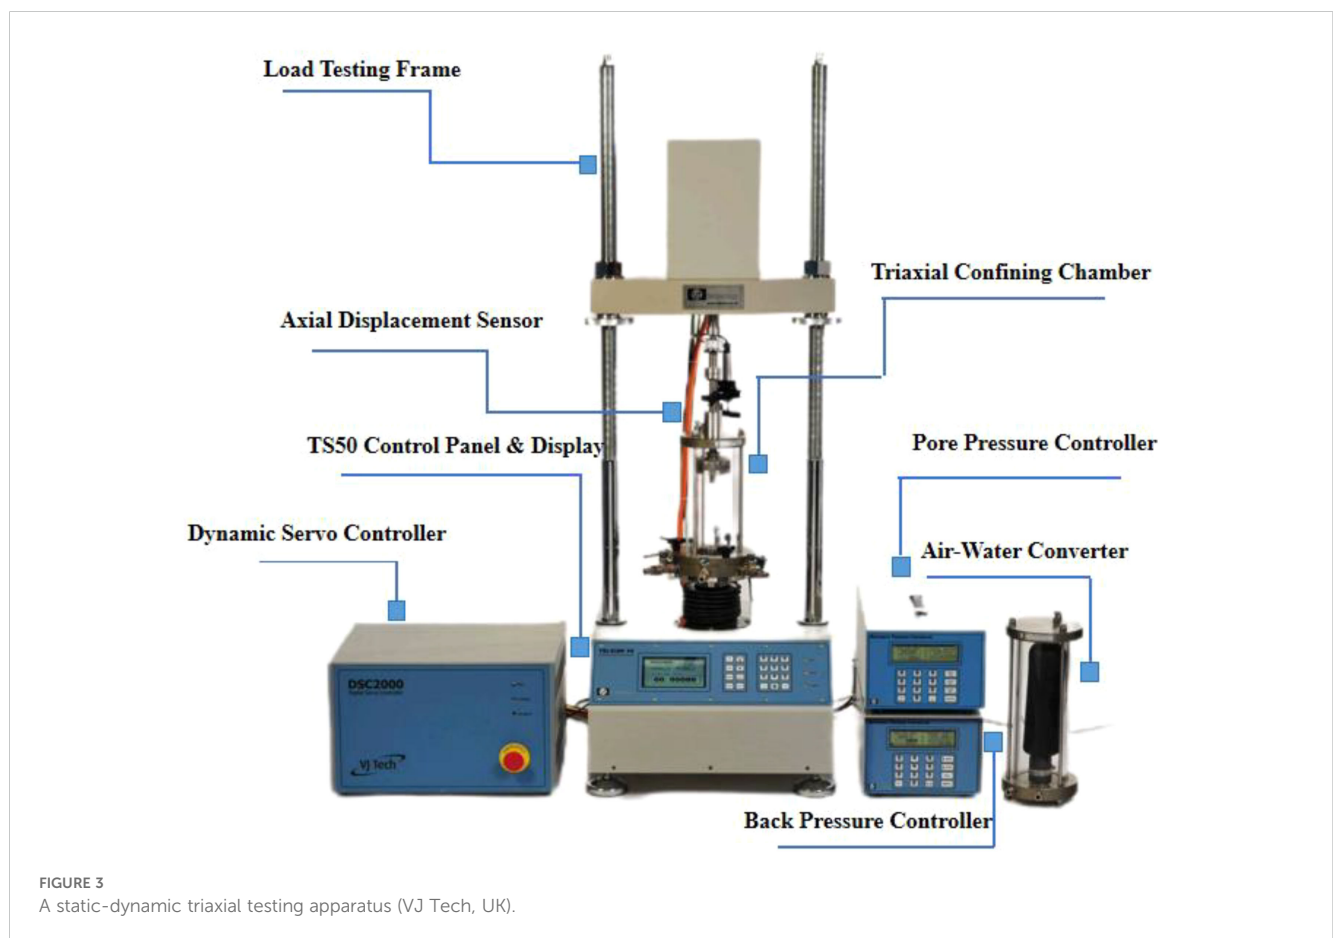 Load Testing Frame
Triaxial Confining Chamber
Axial Displacement Sensor
TS50 Control Panel & Display
Pore Pressure Controller
Dynamic Servo Controller
Air-Water Converter
DSC2000
VJ Tech
Back Pressure Controller
FIGURE 3
A static-dynamic triaxial testing apparatus (VJ Tech, UK).